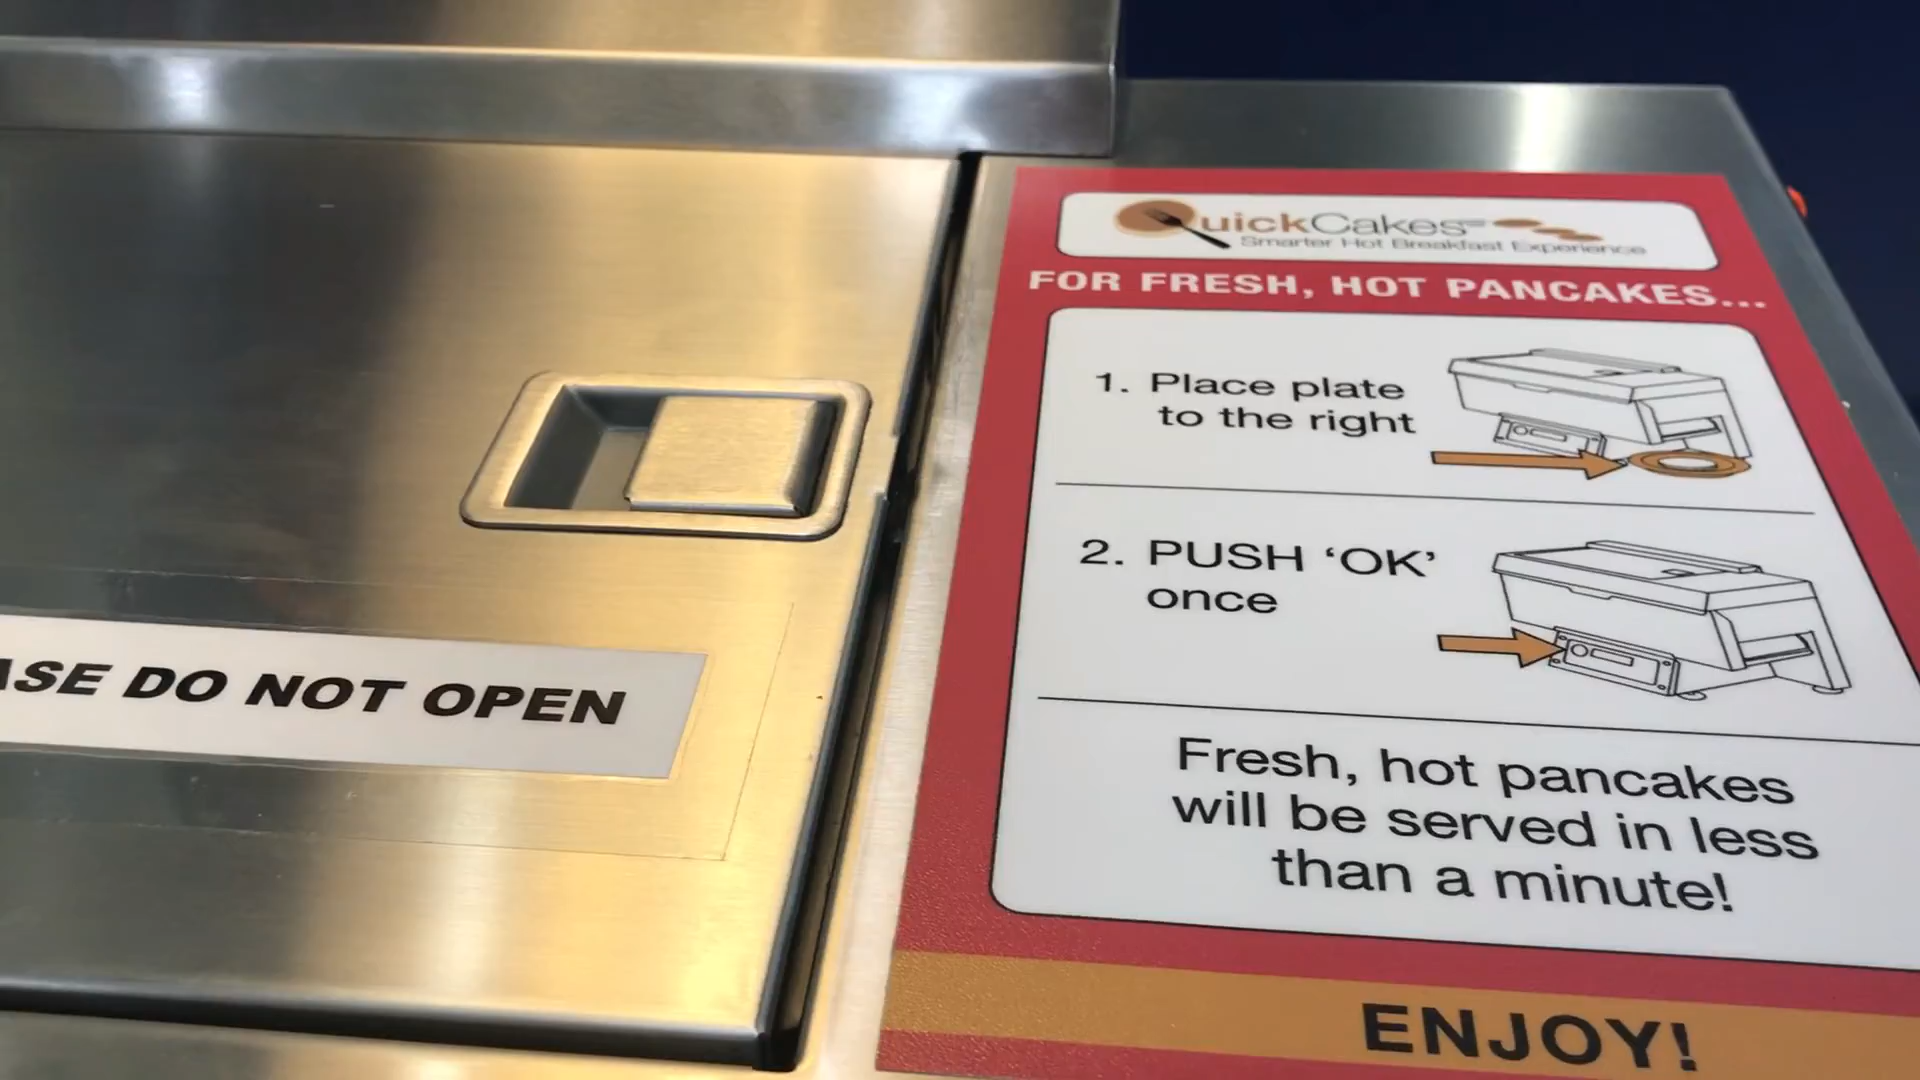 ASE DO NOT OPEN
QuickCakes
Smarter Hot Breakfast Experience
FOR FRESH, HOT PANCAKES...
1. Place plate
to the right
2. PUSH ‘OK’
once
Fresh, hot pancakes
will be served in less
than a minute!
ENJOY!